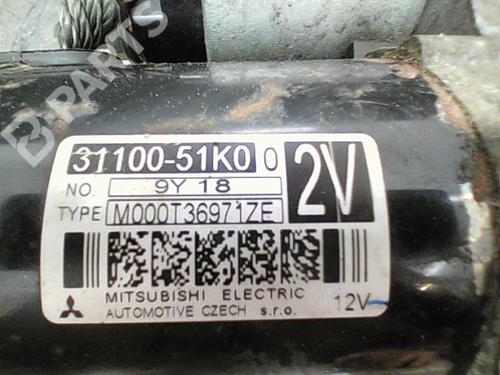 B-PARTS
31100-51K0 0
2V
NO. 9Y 18
TYPE M000T36971ZE
MITSUBISHI ELECTRIC
AUTOMOTIVE CZECH s.r.o. 12V